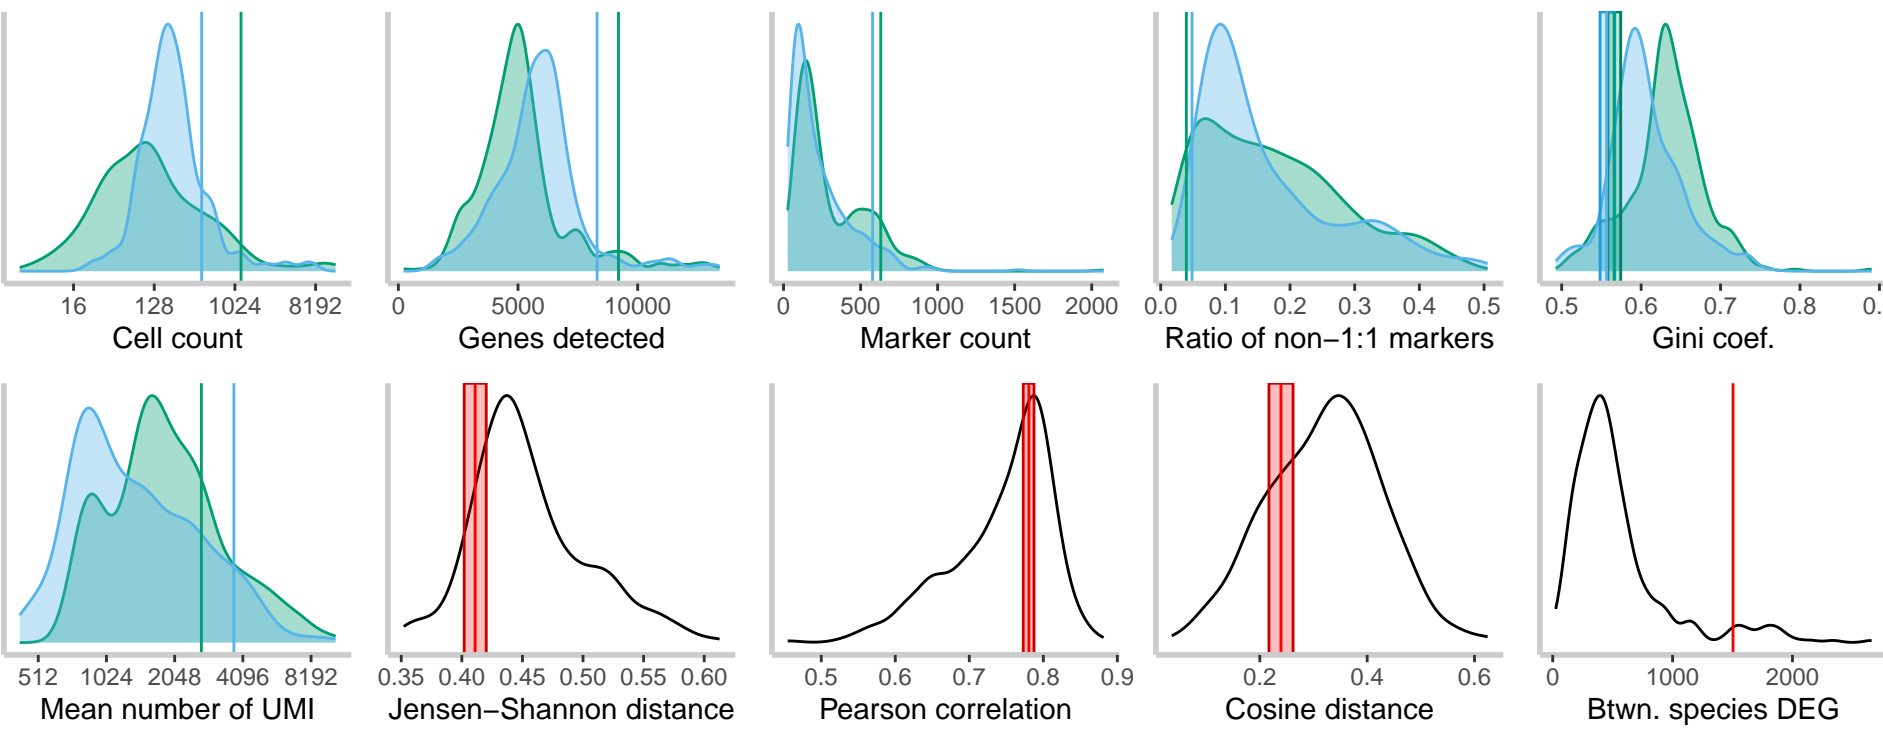 16 128 1024 8192
Cell count
0 5000 10000
Genes detected
0 500 1000 1500 2000
Marker count
0.0 0.1 0.2 0.3 0.4 0.5
Ratio of non−1:1 markers
0.5 0.6 0.7 0.8 0.
Gini coef.
512 1024 2048 4096 8192
Mean number of UMI
0.35 0.40 0.45 0.50 0.55 0.60
Jensen−Shannon distance
0.5 0.6 0.7 0.8 0.9
Pearson correlation
0.2 0.4 0.6
Cosine distance
0 1000 2000
Btwn. species DEG